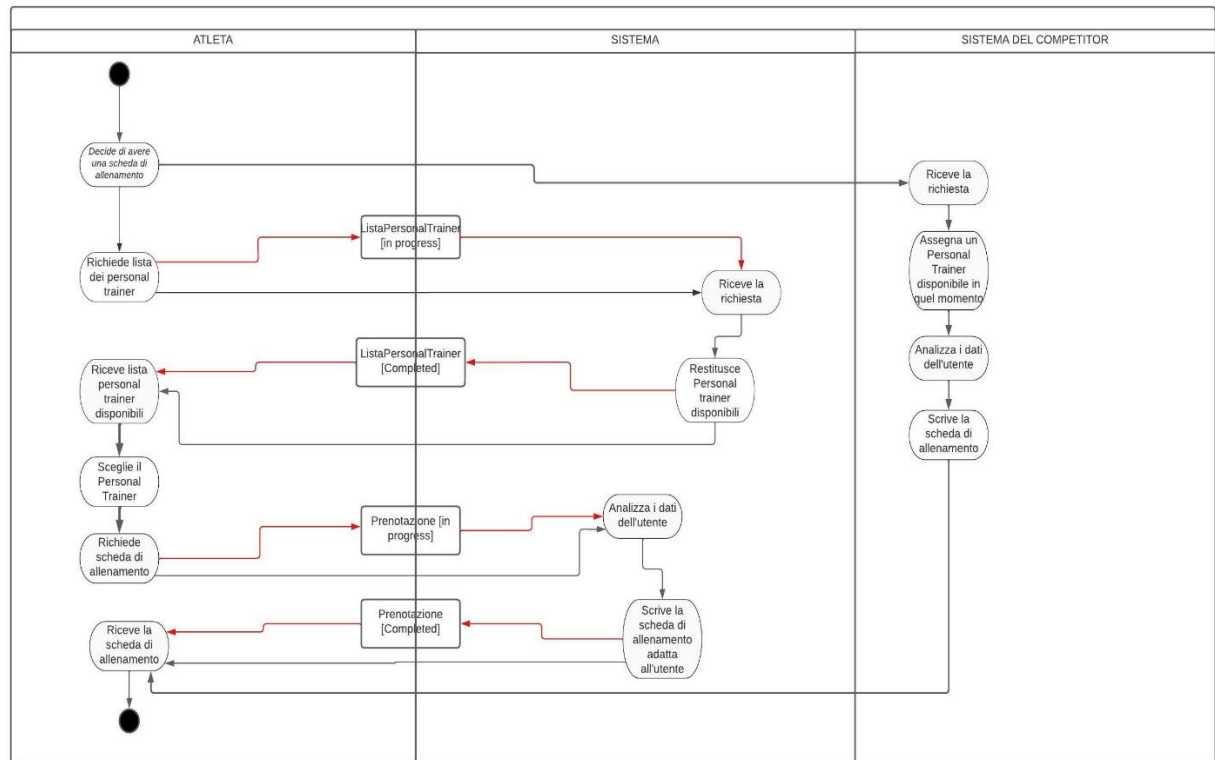 ATLETA
SISTEMA
SISTEMA DEL COMPETITOR
Decide di avere
una scheda di
allenamento
Riceve la
richiesta
ListaPersonalTrainer
[in progress]
Assegna un
Personal
Trainer
disponibile in
quel momento
Richiede lista
dei personal
trainer
Riceve la
richiesta
ListaPersonalTrainer
[Completed]
Analizza i dati
dell'utente
Riceve lista
personal
trainer
disponibili
Restitusce
Personal
trainer
disponibili
Scrive la
scheda di
allenamento
Sceglie il
Personal
Trainer
Analizza i dati
dell'utente
Prenotazione [in
progress]
Richiede
scheda di
allenamento
Prenotazione
[Completed]
Scrive la
scheda di
allenamento
adatta
all'utente
Riceve la
scheda di
allenamento